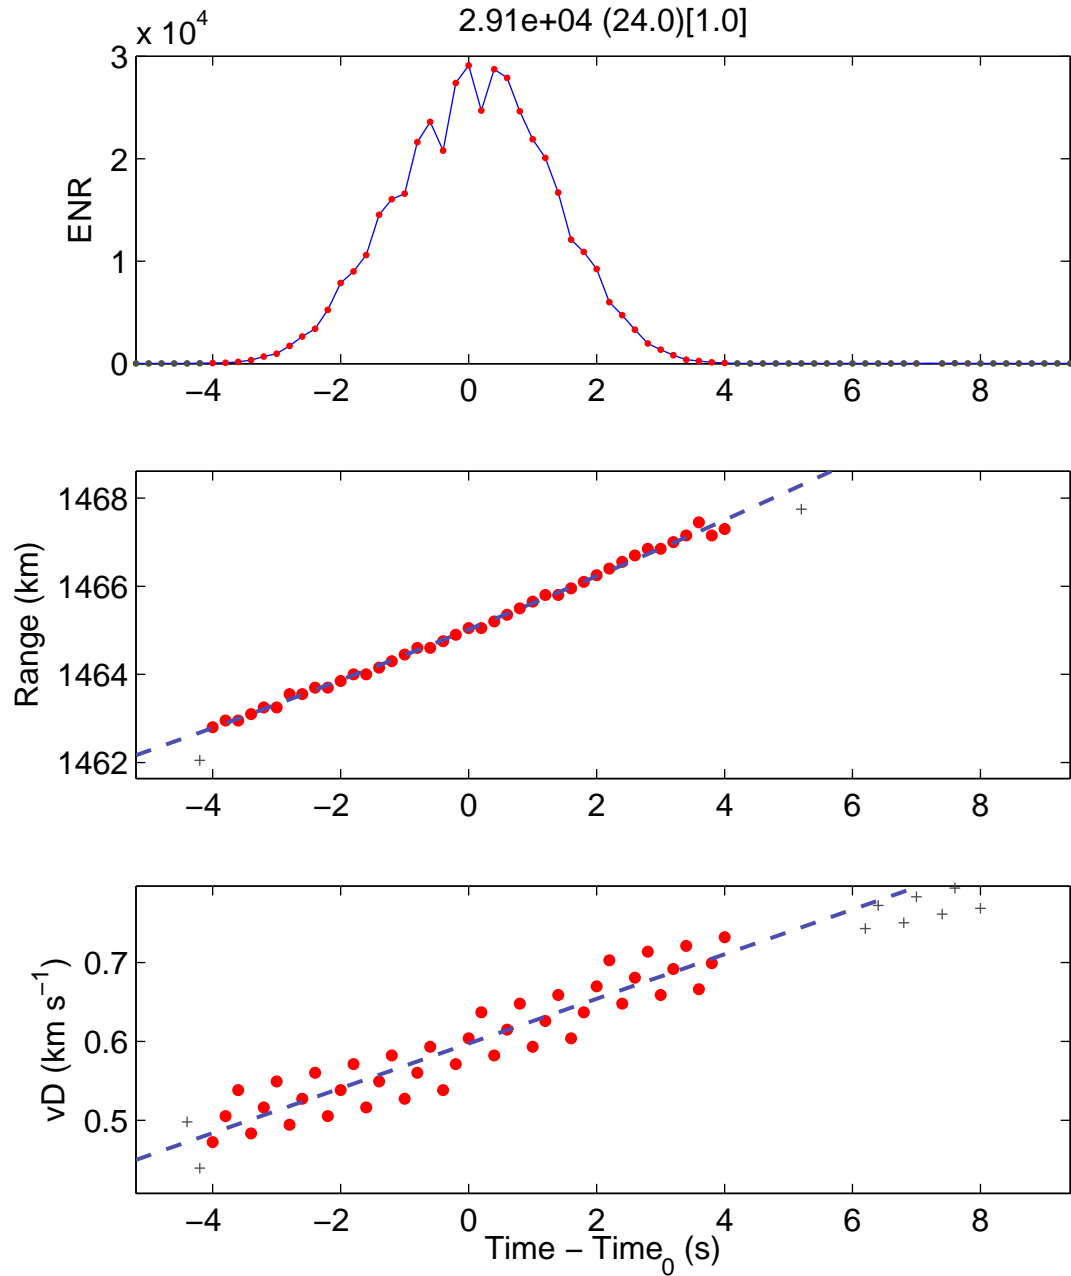 2.91e+04 (24.0)[1.0]
x 10^4
3
2
1
0
ENR
−4 −2 0 2 4 6 8
1468
1466
1464
1462
Range (km)
−4 −2 0 2 4 6 8
0.7
0.6
0.5
vD (km s^−1)
−4 −2 0 2 4 6 8
Time − Time_0 (s)